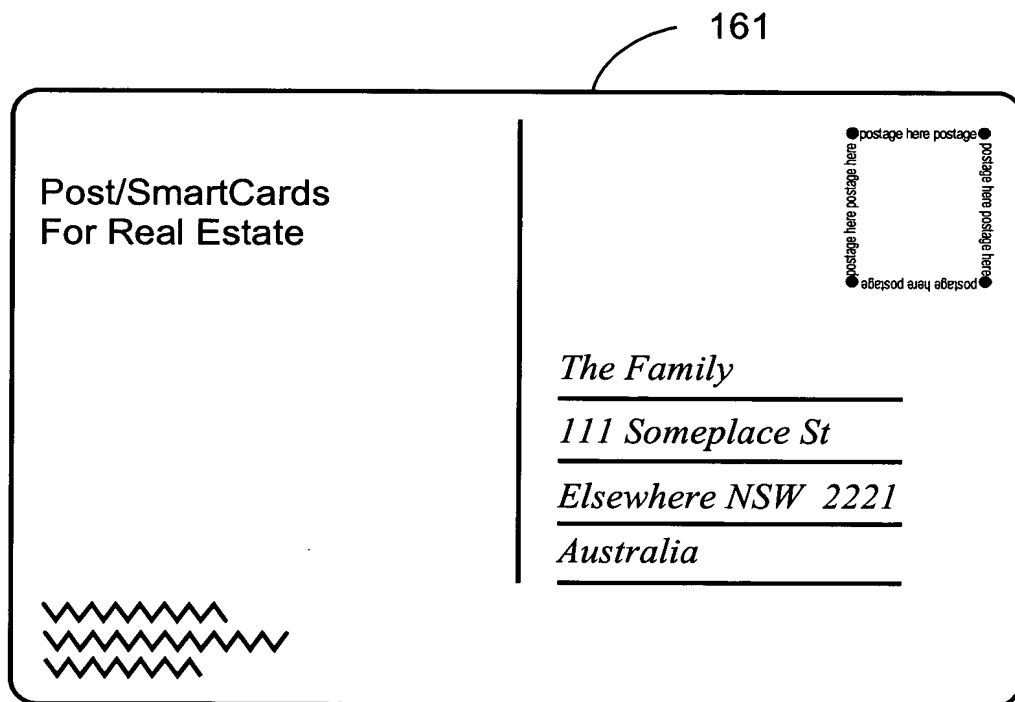 161
Post/SmartCards
For Real Estate
postage here postage
postage here postage here
postage here postage
postage here postage here
The Family
111 Someplace St
Elsewhere NSW 2221
Australia